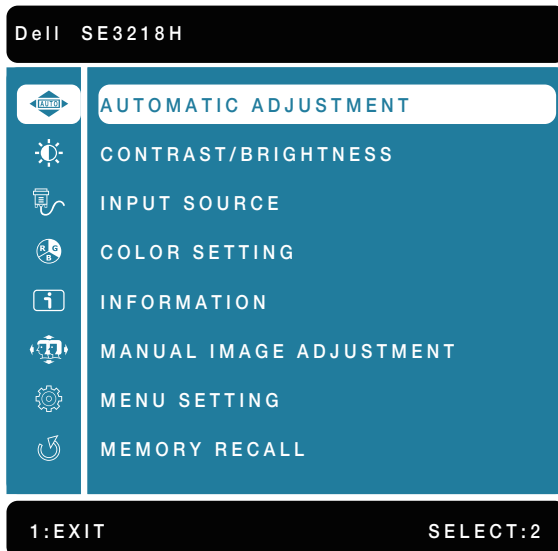 Dell SE3218H
AUTO
AUTOMATIC ADJUSTMENT
CONTRAST/BRIGHTNESS
INPUT SOURCE
R G
B
COLOR SETTING
i
INFORMATION
MANUAL IMAGE ADJUSTMENT
MENU SETTING
MEMORY RECALL
1:EXIT SELECT:2